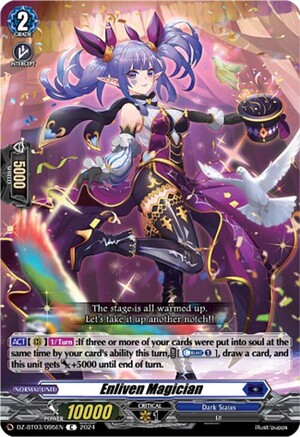 2
GRADE
INTERCEPT
SHIELD
5000
The stage is all warmed up.
Let's take it up another notch!!
ACT 1/Turn :If three or more of your cards were put into soul at the
same time by your card's ability this turn, draw a card, and
this unit gets +5000 until end of turn.
NORMAL UNIT
Enliven Magician
POWER 10000
CRITICAL
1
Dark States
Elf
DZ-BT03/095EN C 2024
illust/pupps